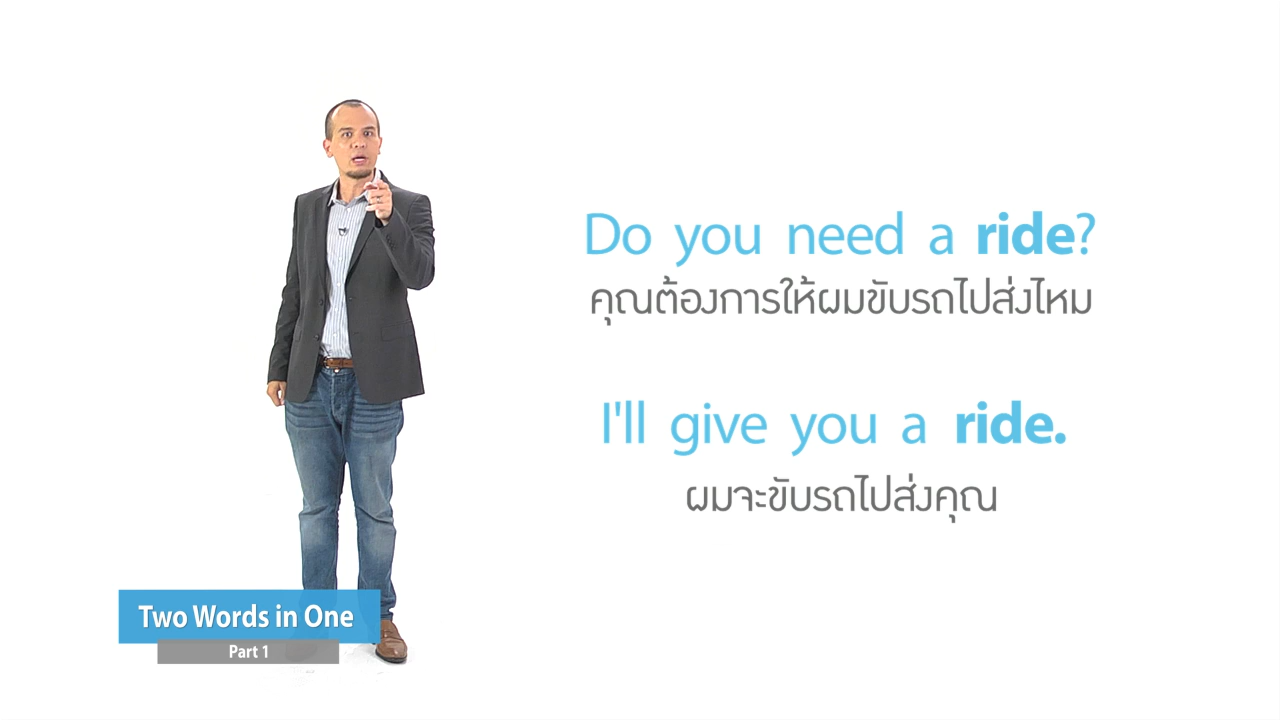 Do you need a ride?
คุณต้องการให้ผมขับรถไปส่งไหม
I'll give you a ride.
ผมจะขับรถไปส่งคุณ
Two Words in One
Part 1